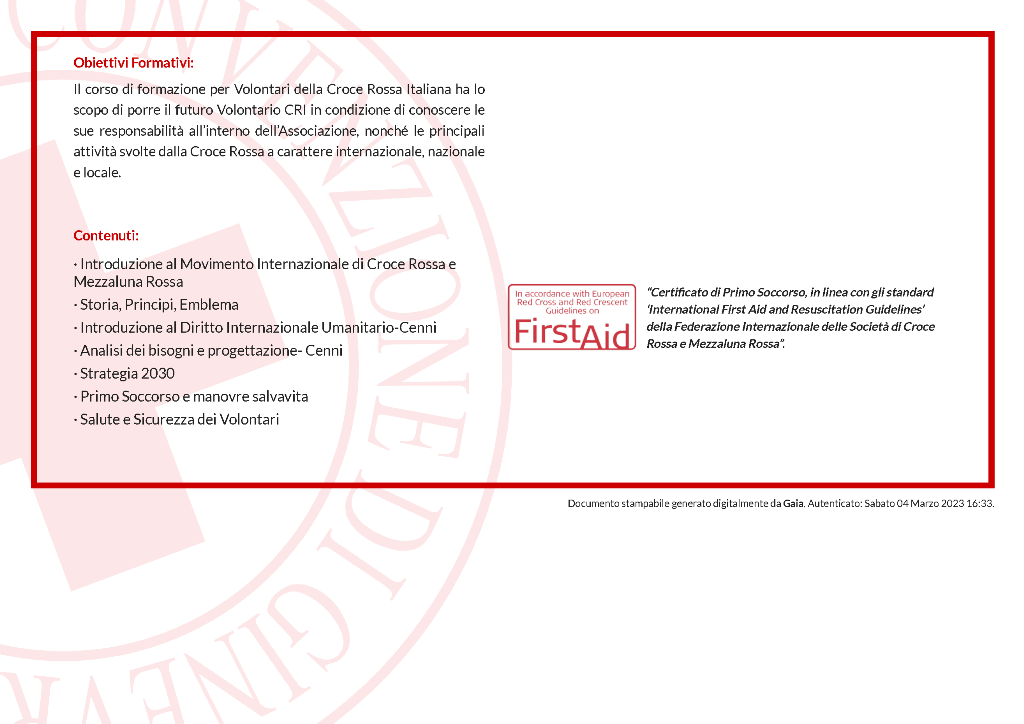 Obiettivi Formativi:
Il corso di formazione per Volontari della Croce Rossa Italiana ha lo
scopo di porre il futuro Volontario CRI in condizione di conoscere le
sue responsabilità all'interno dell'Associazione, nonché le principali
attività svolte dalla Croce Rossa a carattere internazionale, nazionale
e locale.
Contenuti:
· Introduzione al Movimento Internazionale di Croce Rossa e
Mezzaluna Rossa
· Storia, Principi, Emblema
· Introduzione al Diritto Internazionale Umanitario-Cenni
· Analisi dei bisogni e progettazione- Cenni
· Strategia 2030
· Primo Soccorso e manovre salvavita
· Salute e Sicurezza dei Volontari
In accordance with European
Red Cross and Red Crescent
Guidelines on
FirstAid
“Certificato di Primo Soccorso, in linea con gli standard
‘International First Aid and Resuscitation Guidelines’
della Federazione Internazionale delle Società di Croce
Rossa e Mezzaluna Rossa”.
Documento stampabile generato digitalmente da Gaia. Autenticato: Sabato 04 Marzo 2023 16:33.
CONVENZIONE DI GINEVR